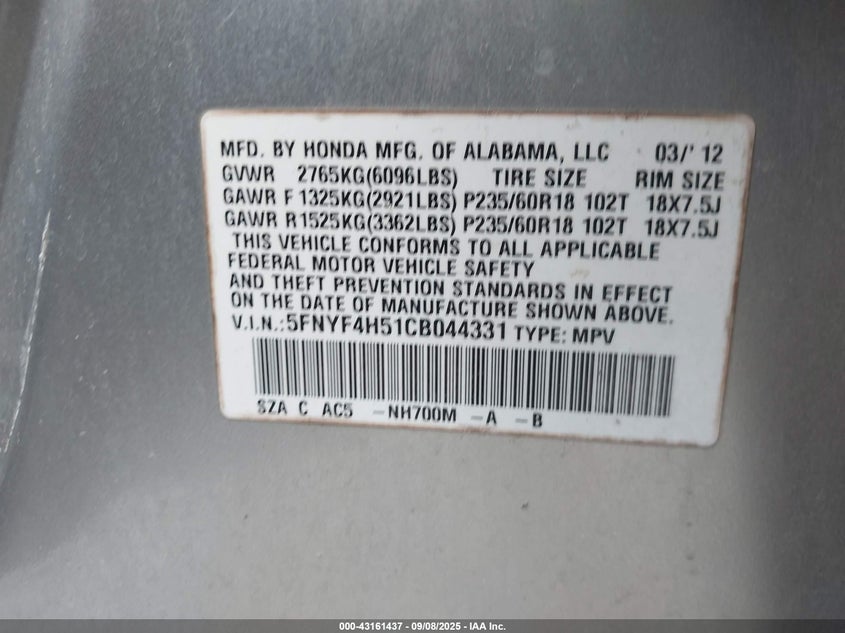 MFD. BY HONDA MFG. OF ALABAMA, LLC 03/' 12
GVWR 2765KG(6096LBS) TIRE SIZE RIM SIZE
GAWR F 1325KG(2921LBS) P235/60R18 102T 18X7.5J
GAWR R1525KG(3362LBS) P235/60R18 102T 18X7.5J
THIS VEHICLE CONFORMS TO ALL APPLICABLE
FEDERAL MOTOR VEHICLE SAFETY
AND THEFT PREVENTION STANDARDS IN EFFECT
ON THE DATE OF MANUFACTURE SHOWN ABOVE.
V.I.N.:5FNYF4H51CB044331 TYPE: MPV
SZA C AC5 -NH700M -A -B
000-43161437 - 09/08/2025 - IAA Inc.